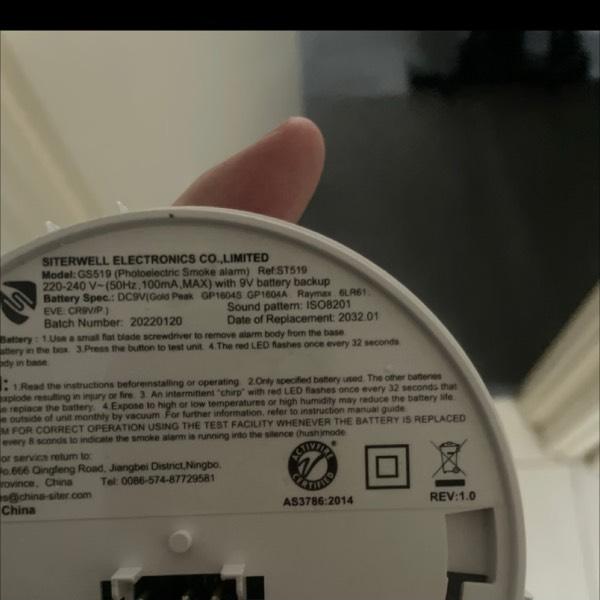 SITERWELL ELECTRONICS CO.,LIMITED
Model: GS519 (Photoelectric Smoke alarm) Ref:ST519
220-240 V~(50Hz,100mA,MAX) with 9V battery backup
Battery Spec.: DC9V(Gold Peak GP1604S GP1604A, Raymax 6LR61.
EVE: CR9V/P.) Sound pattern: ISO8201
Batch Number: 20220120 Date of Replacement: 2032.01
Battery : 1.Use a small flat blade screwdriver to remove alarm body from the base.
in the box. 3.Press the button to test unit. 4.The red LED flashes once every 32 seconds.
in base.
1.Read the instructions beforeinstalling or operating. 2.Only specified battery used. The other batteries
explode resulting in injury or fire. 3. An intermittent "chirp" with red LED flashes once every 32 seconds that
replace the battery. 4.Expose to high or low temperatures or high humidity may reduce the battery life.
outside of unit monthly by vacuum. For further information, refer to instruction manual guide.
FOR CORRECT OPERATION USING THE TEST FACILITY WHENEVER THE BATTERY IS REPLACED
every 8 seconds to indicate the smoke alarm is running into the silence (hush)mode.
or servics return to:
No.666 Qingfeng Road, Jiangbei District,Ningbo,
Province, China Tel: 0086-574-87729581
s@china-siter.com
China
ACTIVFIRE
CERTIFIED
AS3786:2014
REV:1.0